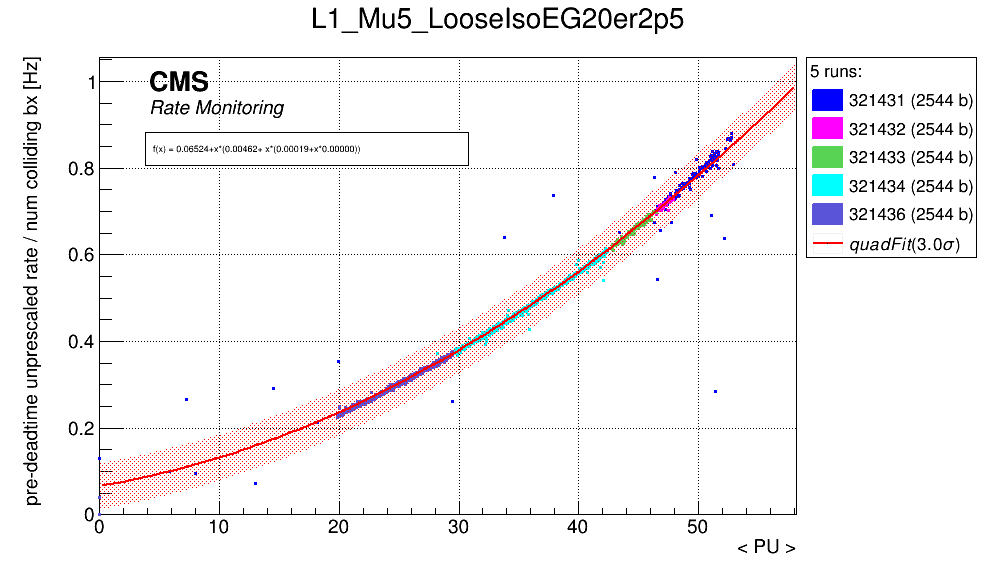 L1_Mu5_LooseIsoEG20er2p5
pre-deadtime unprescaled rate / num colliding bx [Hz]
CMS
Rate Monitoring
f(x) = 0.06524+x*(0.00462+ x*(0.00019+x*0.00000))
1
0.8
0.6
0.4
0.2
0
0 10 20 30 40 50
< PU >
5 runs:
321431 (2544 b)
321432 (2544 b)
321433 (2544 b)
321434 (2544 b)
321436 (2544 b)
quadFit(3.0σ)